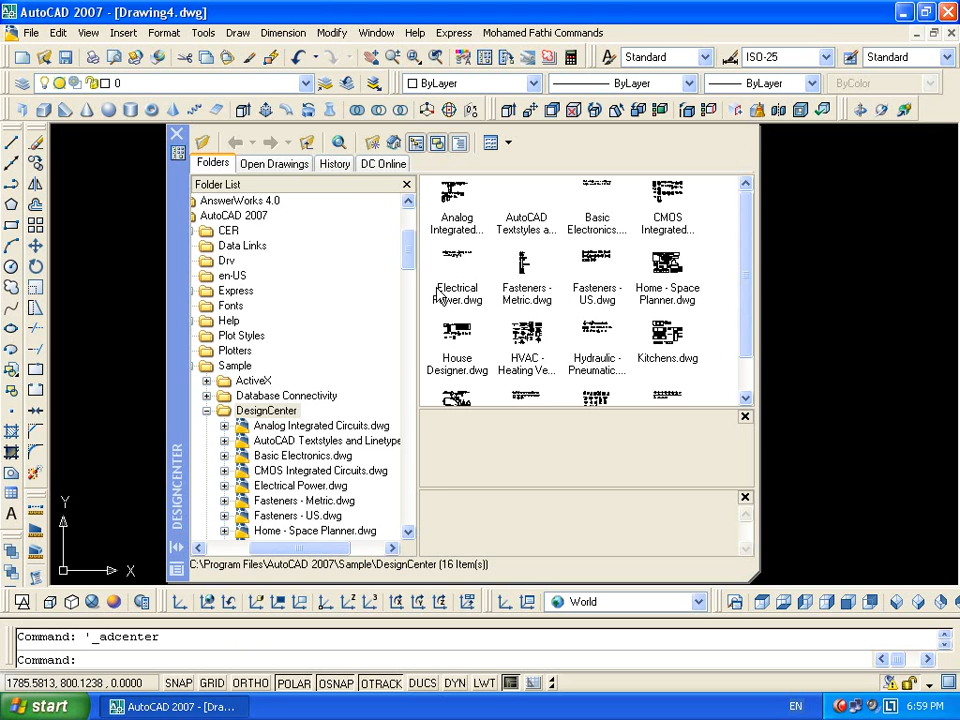 AutoCAD 2007 - [Drawing4.dwg]
File Edit View Insert Format Tools Draw Dimension Modify Window Help Express Mohamed Fathi Commands
Standard ISO-25 Standard
0 ByLayer ByLayer ByLayer ByColor
Folders Open Drawings History DC Online
Folder List
AnswerWorks 4.0
AutoCAD 2007
CER
Data Links
Drv
en-US
Express
Fonts
Help
Plot Styles
Plotters
Sample
ActiveX
Database Connectivity
DesignCenter
Analog Integrated Circuits.dwg
AutoCAD Textstyles and Linetype
Basic Electronics.dwg
CMOS Integrated Circuits.dwg
Electrical Power.dwg
Fasteners - Metric.dwg
Fasteners - US.dwg
Home - Space Planner.dwg
Analog Integrated...
AutoCAD Textstyles a...
Basic Electronics....
CMOS Integrated...
Electrical Power.dwg
Fasteners - Metric.dwg
Fasteners - US.dwg
Home - Space Planner.dwg
House Designer.dwg
HVAC - Heating Ve...
Hydraulic - Pneumatic....
Kitchens.dwg
DESIGNCENTER
C:\Program Files\AutoCAD 2007\Sample\DesignCenter (16 Item(s))
Y
X
A
World
Command: '_adcenter
Command:
1785.5813, 800.1238, 0.0000 SNAP GRID ORTHO POLAR OSNAP OTRACK DUCS DYN LWT
start AutoCAD 2007 - [Dra... EN 6:59 PM